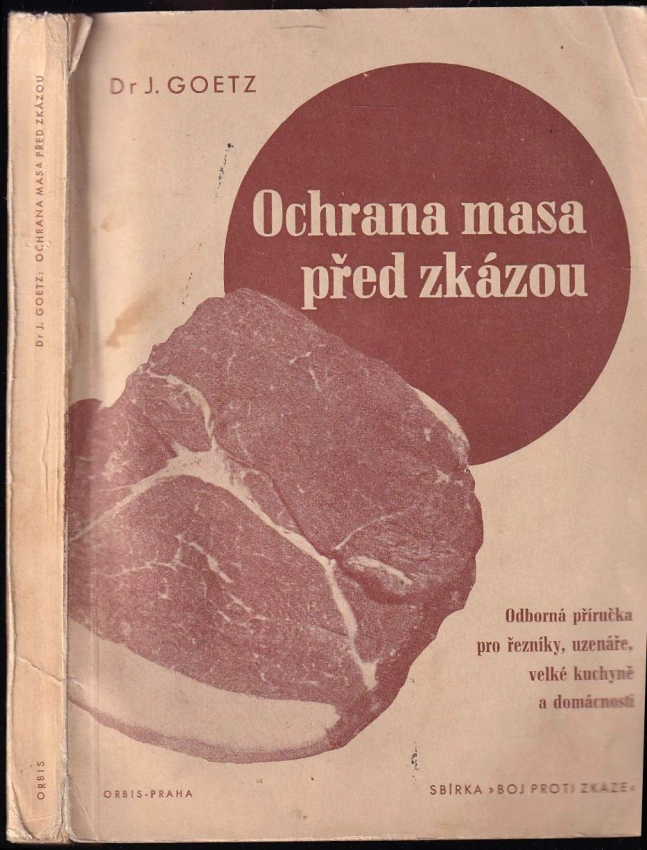 Dr J. GOETZ: OCHRANA MASA PŘED ZKÁZOU
ORBIS
Dr J. GOETZ
Ochrana masa
před zkázou
Odborná příručka
pro řezníky, uzenáře,
velké kuchyně
a domácnosti
ORBIS-PRAHA
SBÍRKA »BOJ PROTI ZKÁZE«